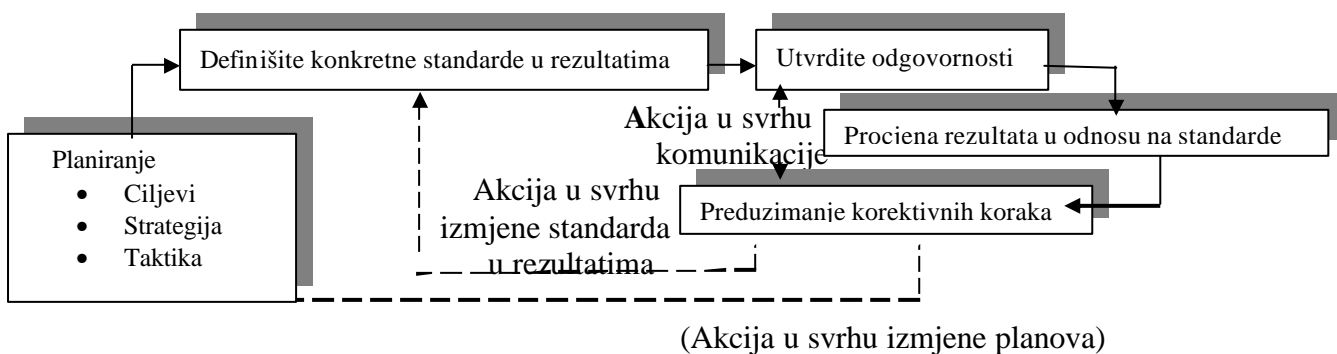 Definišite konkretne standarde u rezultatima
Utvrdite odgovornosti
Akcija u svrhu
komunikacije
Prociena rezultata u odnosu na standarde
Planiranje
• Ciljevi
• Strategija
• Taktika
Akcija u svrhu
izmjene standarda
u rezultatima
Preduzimanje korektivnih koraka
(Akcija u svrhu izmjene planova)